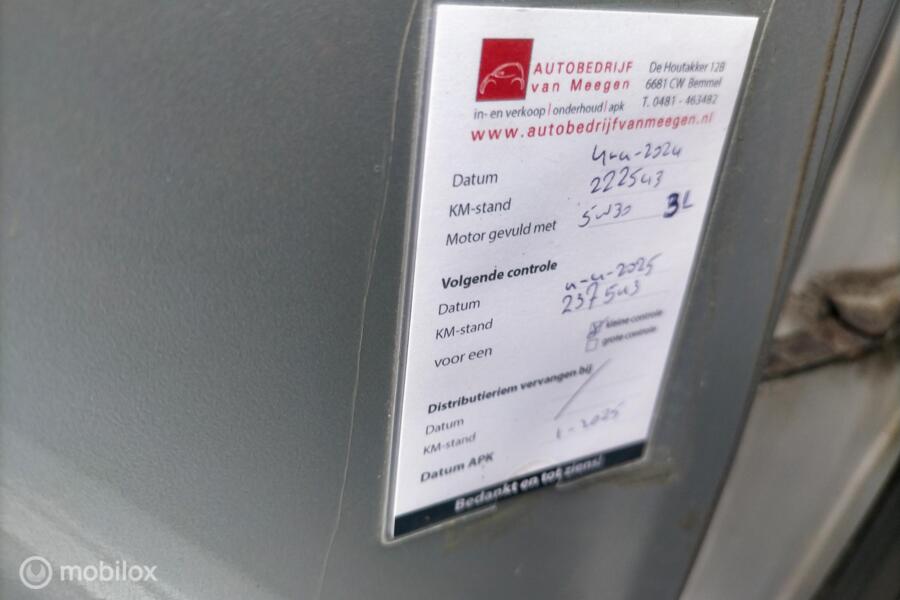 AUTOBEDRIJF
van Meegen
De Houtakker 12B
6681 CW Bemmel
T. 0481 - 463482
in- en verkoop | onderhoud | apk
www.autobedrijfvanmeegen.nl
Datum 4-4-2024
KM-stand 222543
Motor gevuld met 5W30 3L
Volgende controle
Datum 4-4-2025
KM-stand 237543
voor een kleine controle
grote controle
Distributieriem vervangen bij
Datum
KM-stand
Datum APK -2025
Bedankt en tot ziens!
mobilox